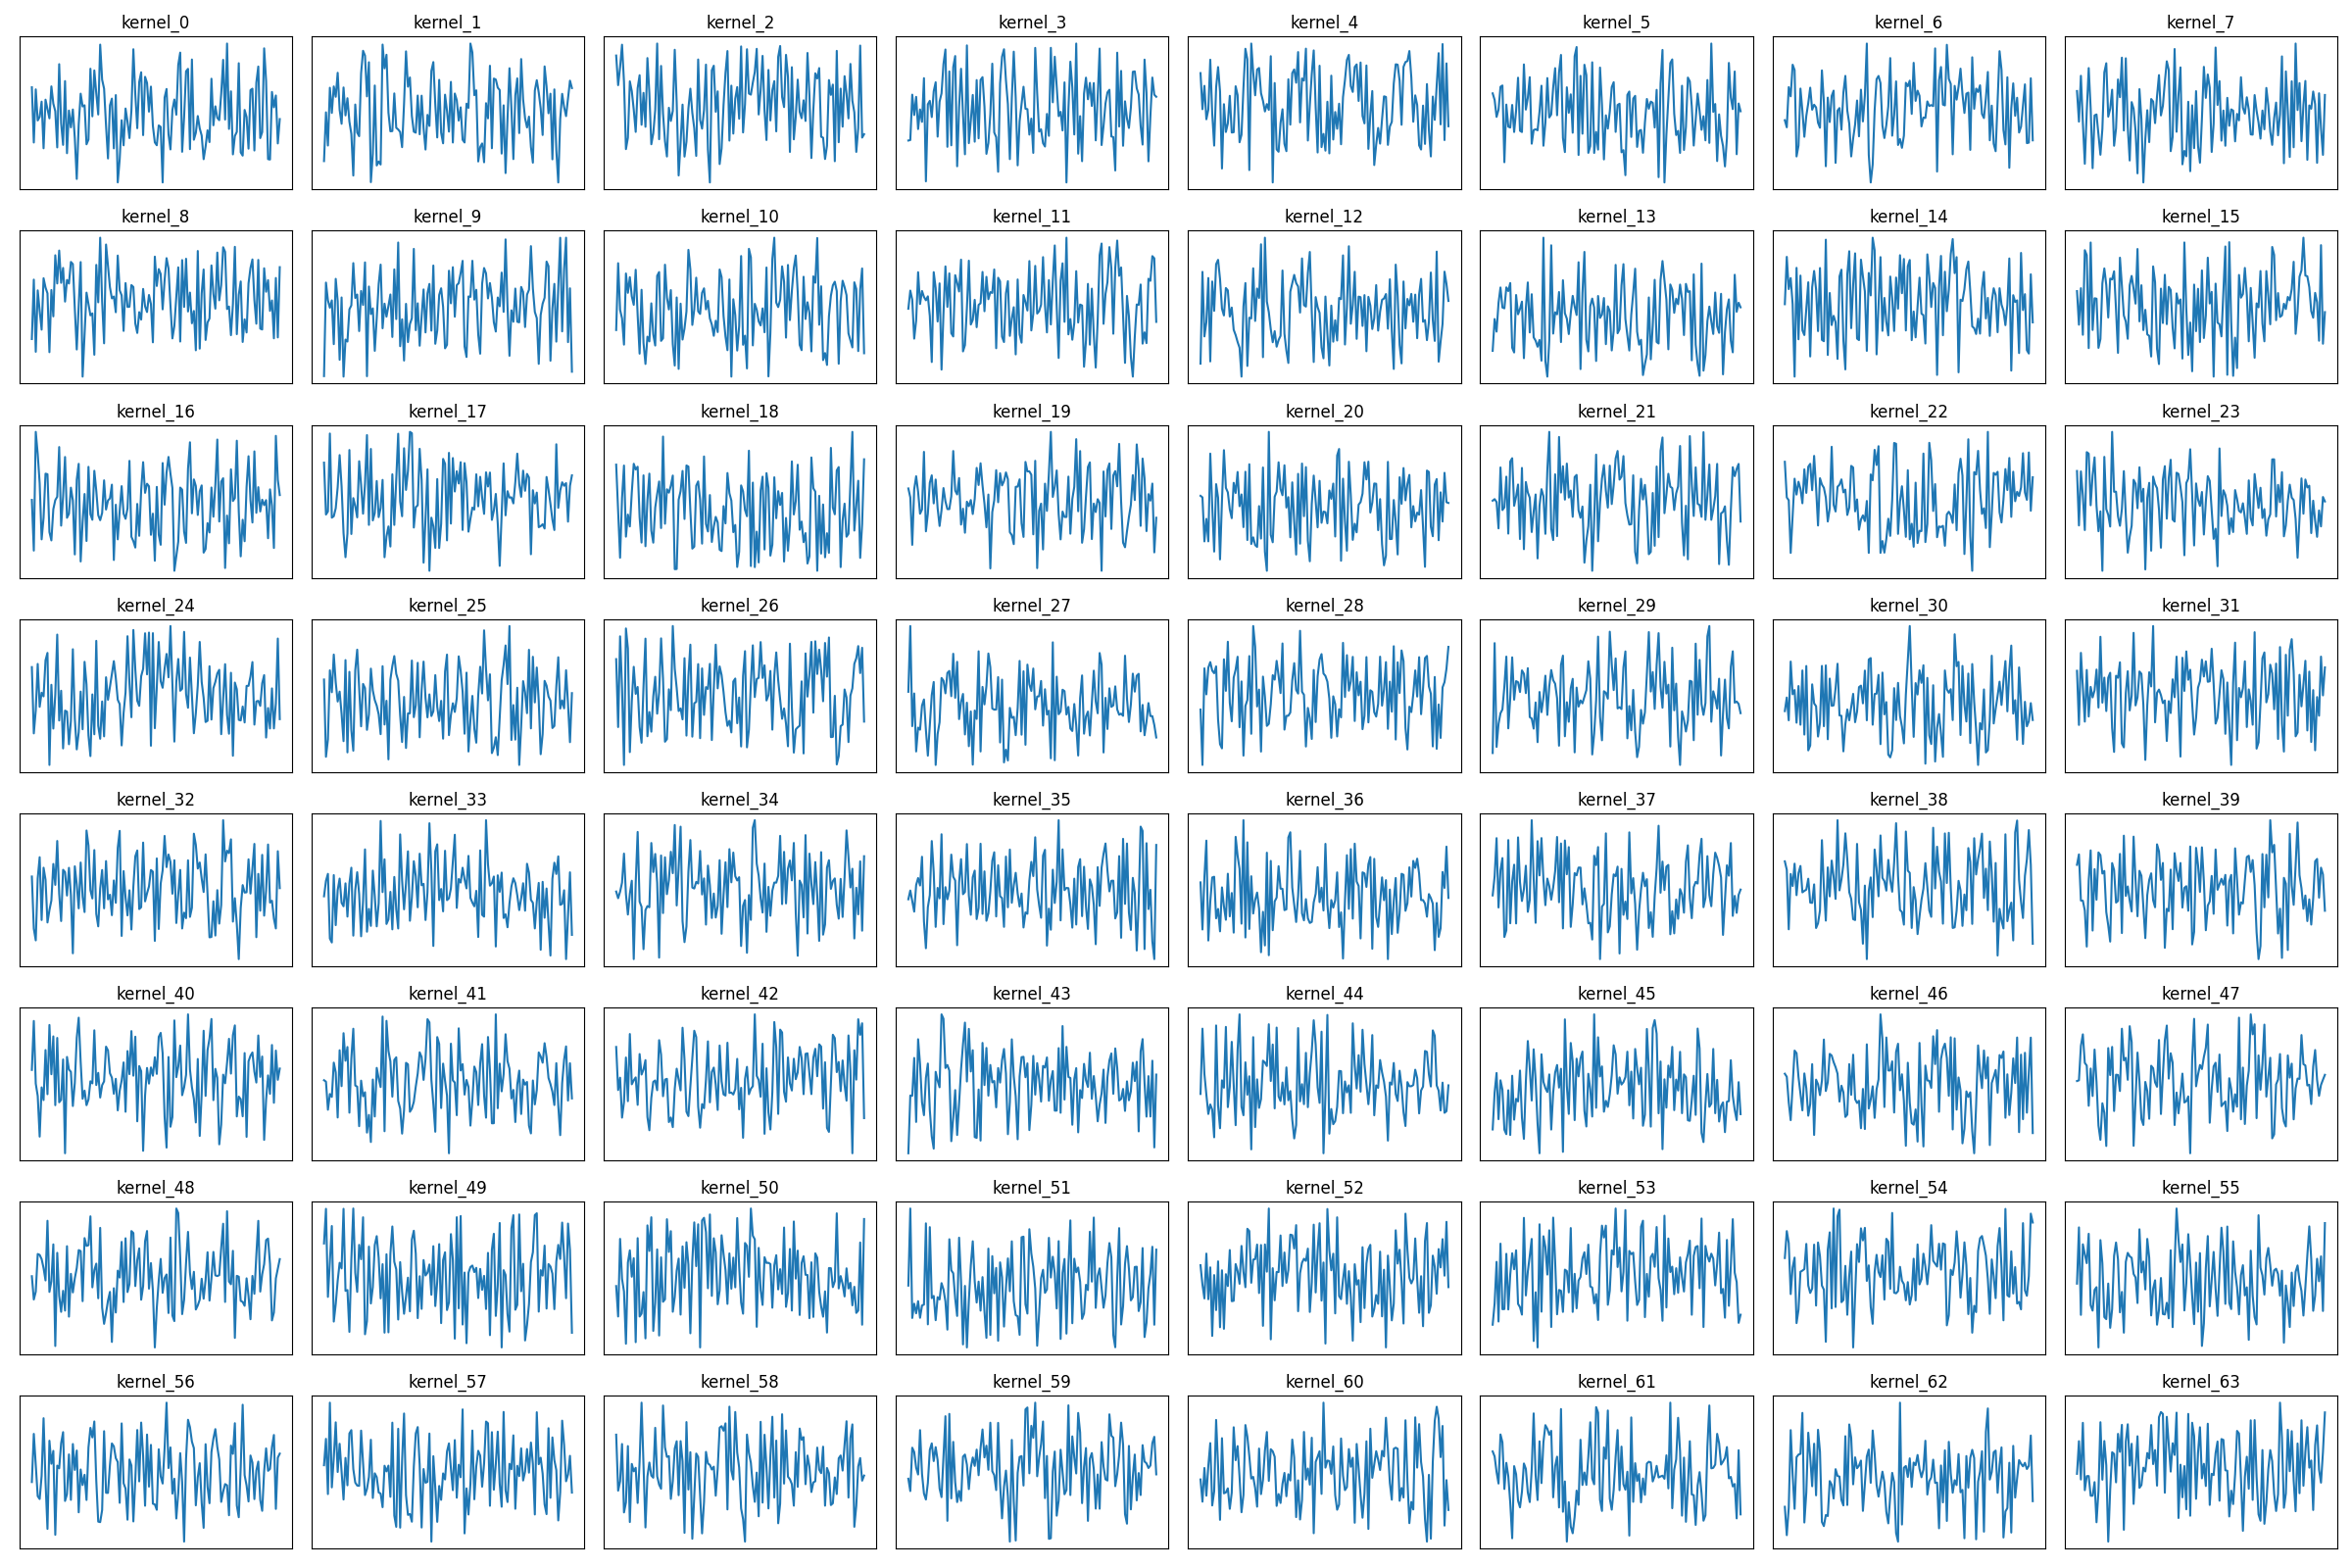 kernel_0 kernel_1 kernel_2 kernel_3 kernel_4 kernel_5 kernel_6 kernel_7
kernel_8 kernel_9 kernel_10 kernel_11 kernel_12 kernel_13 kernel_14 kernel_15
kernel_16 kernel_17 kernel_18 kernel_19 kernel_20 kernel_21 kernel_22 kernel_23
kernel_24 kernel_25 kernel_26 kernel_27 kernel_28 kernel_29 kernel_30 kernel_31
kernel_32 kernel_33 kernel_34 kernel_35 kernel_36 kernel_37 kernel_38 kernel_39
kernel_40 kernel_41 kernel_42 kernel_43 kernel_44 kernel_45 kernel_46 kernel_47
kernel_48 kernel_49 kernel_50 kernel_51 kernel_52 kernel_53 kernel_54 kernel_55
kernel_56 kernel_57 kernel_58 kernel_59 kernel_60 kernel_61 kernel_62 kernel_63